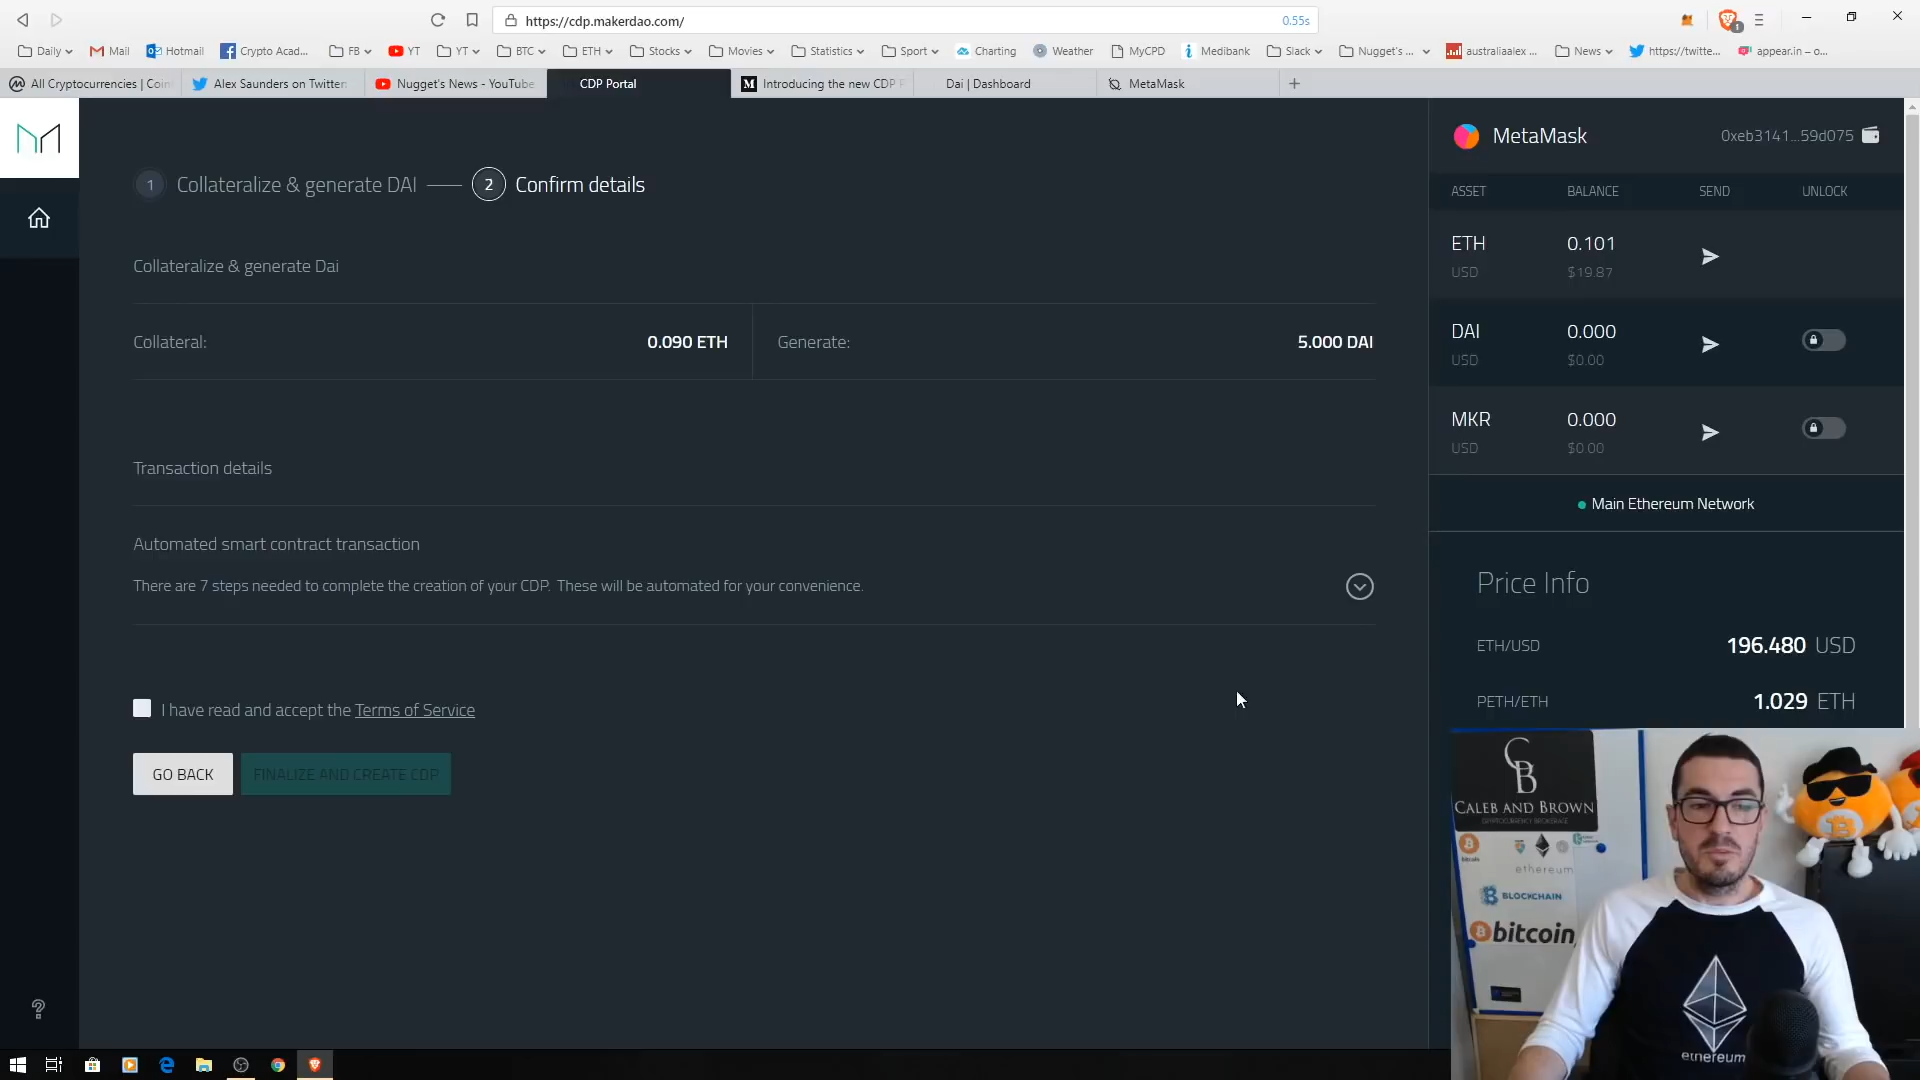 https://cdp.makerdao.com/
0.55s
Daily
Mail
Hotmail
Crypto Acad...
FB
YT
YT
BTC
ETH
Stocks
Movies
Statistics
Sport
Charting
Weather
MyCPD
Medibank
Slack
Nugget's ...
australiaalex ...
News
https://twitte...
appear.in – o...
All Cryptocurrencies | Coin
Alex Saunders on Twitter:
Nugget's News - YouTube
CDP Portal
Introducing the new CDP P
Dai | Dashboard
MetaMask
1 Collateralize & generate DAI
2 Confirm details
Collateralize & generate Dai
Collateral: 0.090 ETH
Generate: 5.000 DAI
Transaction details
Automated smart contract transaction
There are 7 steps needed to complete the creation of your CDP. These will be automated for your convenience.
I have read and accept the Terms of Service
GO BACK
FINALIZE AND CREATE CDP
MetaMask
0xeb3141...59d075
ASSET BALANCE SEND UNLOCK
ETH 0.101
USD $19.87
DAI 0.000
USD $0.00
MKR 0.000
USD $0.00
Main Ethereum Network
Price Info
ETH/USD 196.480 USD
PETH/ETH 1.029 ETH
CB
CALEB AND BROWN
CRYPTOCURRENCY BROKERAGE
bitcoin
ethereum
BLOCKCHAIN
bitcoin
ethereum